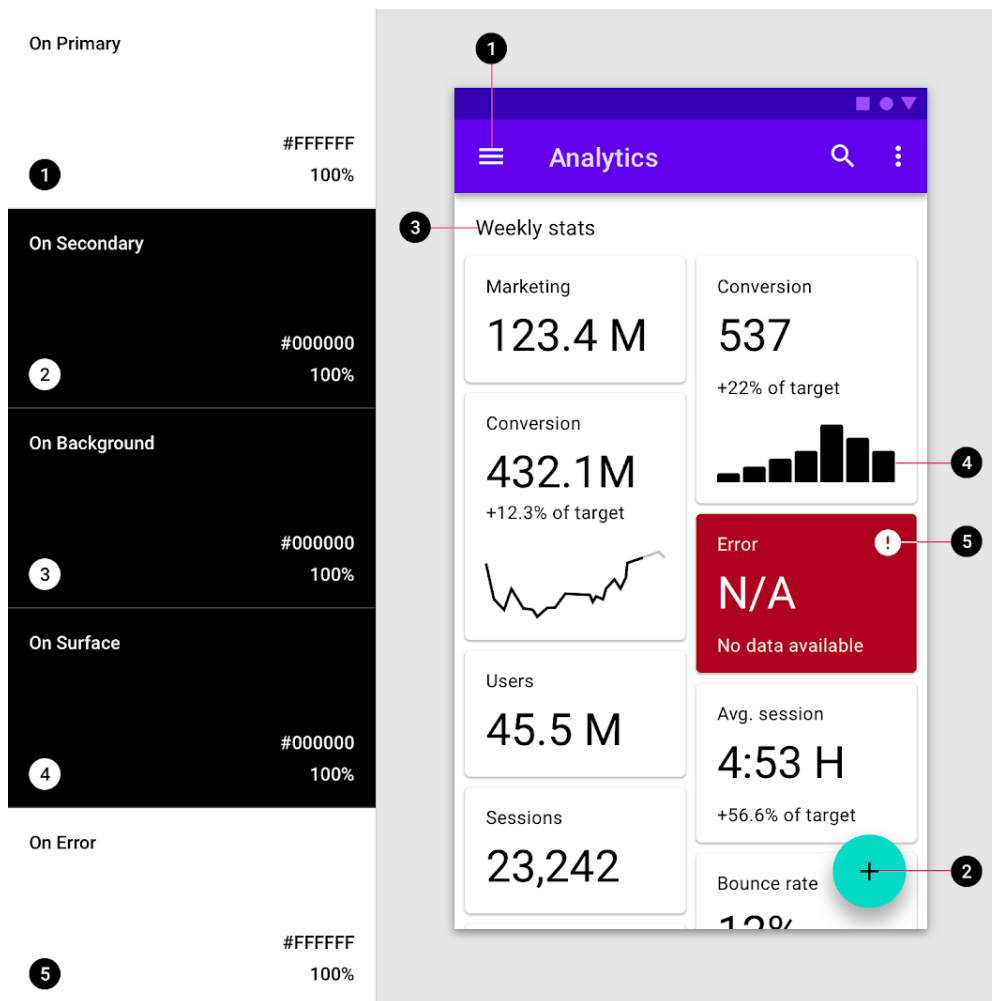 On Primary
#FFFFFF
1
100%
On Secondary
#000000
2
100%
On Background
#000000
3
100%
On Surface
#000000
4
100%
On Error
#FFFFFF
5
100%
1
Analytics
3
Weekly stats
Marketing
123.4 M
Conversion
432.1M
+12.3% of target
Users
45.5 M
Sessions
23,242
Conversion
537
+22% of target
4
Error
!
5
N/A
No data available
Avg. session
4:53 H
+56.6% of target
Bounce rate
+
2
12%